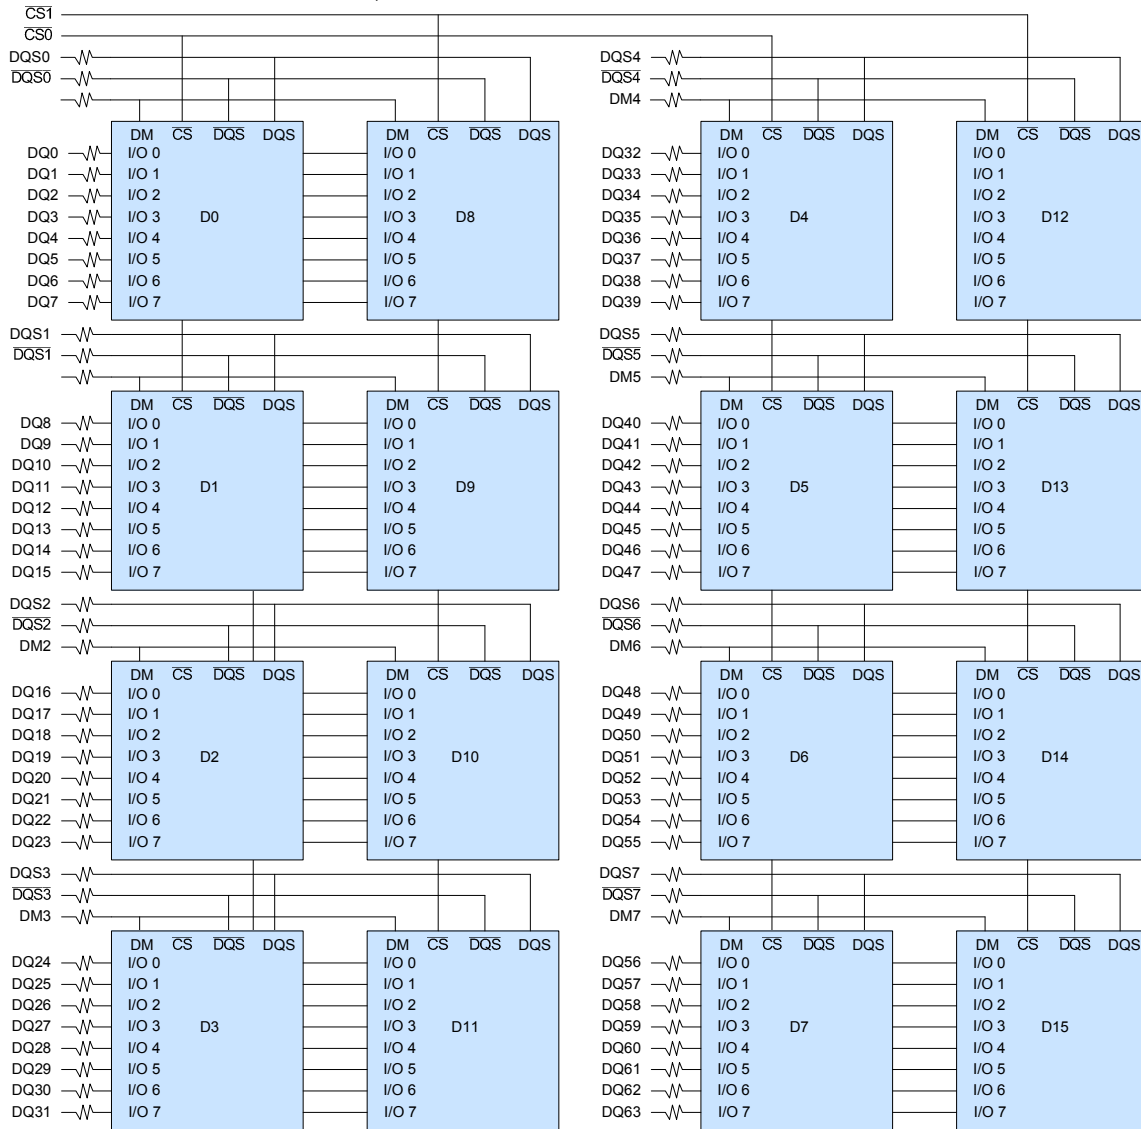 CS1
CS0
DQS0
DQS0
DQS4
DQS4
DM4
DM CS DQS DQS
DM CS DQS DQS
DM CS DQS DQS
DM CS DQS DQS
DQ0 I/O 0 I/O 0 DQ32 I/O 0 I/O 0
DQ1 I/O 1 I/O 1 DQ33 I/O 1 I/O 1
DQ2 I/O 2 I/O 2 DQ34 I/O 2 I/O 2
DQ3 I/O 3 D0 I/O 3 D8 DQ35 I/O 3 D4 I/O 3 D12
DQ4 I/O 4 I/O 4 DQ36 I/O 4 I/O 4
DQ5 I/O 5 I/O 5 DQ37 I/O 5 I/O 5
DQ6 I/O 6 I/O 6 DQ38 I/O 6 I/O 6
DQ7 I/O 7 I/O 7 DQ39 I/O 7 I/O 7
DQS1
DQS1
DQS5
DQS5
DM5
DM CS DQS DQS
DM CS DQS DQS
DM CS DQS DQS
DM CS DQS DQS
DQ8 I/O 0 I/O 0 DQ40 I/O 0 I/O 0
DQ9 I/O 1 I/O 1 DQ41 I/O 1 I/O 1
DQ10 I/O 2 I/O 2 DQ42 I/O 2 I/O 2
DQ11 I/O 3 D1 I/O 3 D9 DQ43 I/O 3 D5 I/O 3 D13
DQ12 I/O 4 I/O 4 DQ44 I/O 4 I/O 4
DQ13 I/O 5 I/O 5 DQ45 I/O 5 I/O 5
DQ14 I/O 6 I/O 6 DQ46 I/O 6 I/O 6
DQ15 I/O 7 I/O 7 DQ47 I/O 7 I/O 7
DQS2
DQS2
DM2
DQS6
DQS6
DM6
DM CS DQS DQS
DM CS DQS DQS
DM CS DQS DQS
DM CS DQS DQS
DQ16 I/O 0 I/O 0 DQ48 I/O 0 I/O 0
DQ17 I/O 1 I/O 1 DQ49 I/O 1 I/O 1
DQ18 I/O 2 I/O 2 DQ50 I/O 2 I/O 2
DQ19 I/O 3 D2 I/O 3 D10 DQ51 I/O 3 D6 I/O 3 D14
DQ20 I/O 4 I/O 4 DQ52 I/O 4 I/O 4
DQ21 I/O 5 I/O 5 DQ53 I/O 5 I/O 5
DQ22 I/O 6 I/O 6 DQ54 I/O 6 I/O 6
DQ23 I/O 7 I/O 7 DQ55 I/O 7 I/O 7
DQS3
DQS3
DM3
DQS7
DQS7
DM7
DM CS DQS DQS
DM CS DQS DQS
DM CS DQS DQS
DM CS DQS DQS
DQ24 I/O 0 I/O 0 DQ56 I/O 0 I/O 0
DQ25 I/O 1 I/O 1 DQ57 I/O 1 I/O 1
DQ26 I/O 2 I/O 2 DQ58 I/O 2 I/O 2
DQ27 I/O 3 D3 I/O 3 D11 DQ59 I/O 3 D7 I/O 3 D15
DQ28 I/O 4 I/O 4 DQ60 I/O 4 I/O 4
DQ29 I/O 5 I/O 5 DQ61 I/O 5 I/O 5
DQ30 I/O 6 I/O 6 DQ62 I/O 6 I/O 6
DQ31 I/O 7 I/O 7 DQ63 I/O 7 I/O 7